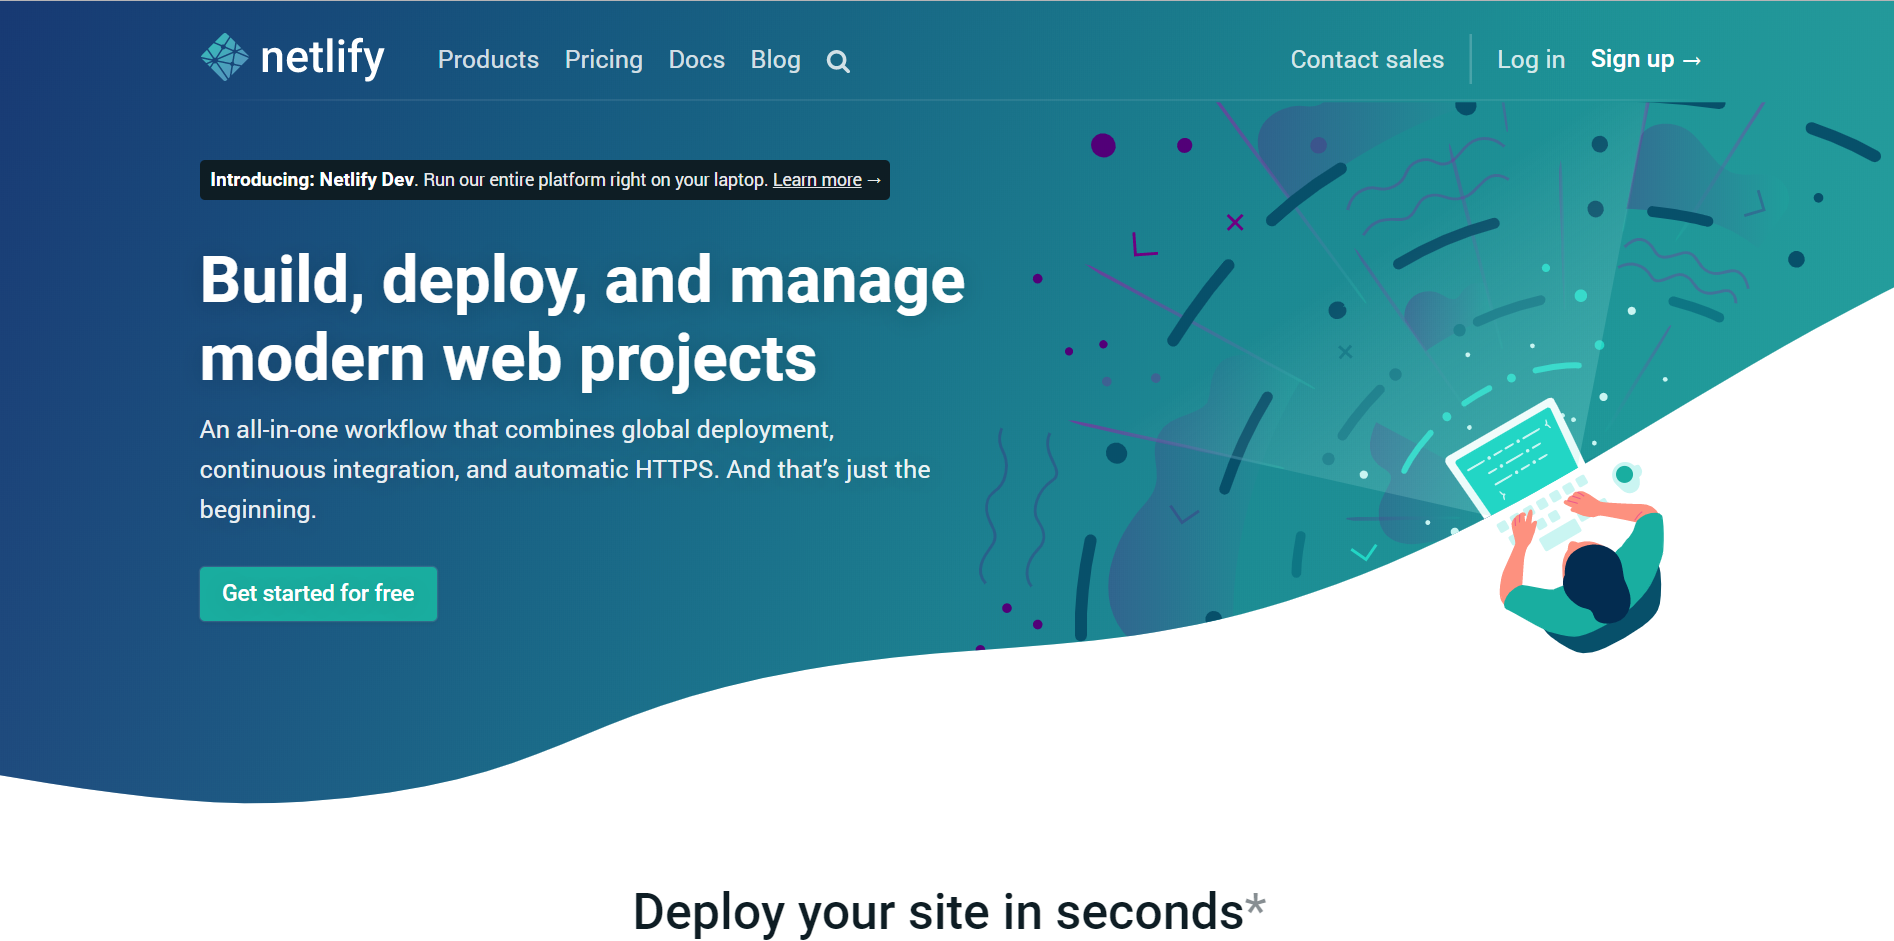 netlify
Products Pricing Docs Blog
Contact sales
Log in
Sign up →
Introducing: Netlify Dev. Run our entire platform right on your laptop. Learn more →
Build, deploy, and manage
modern web projects
An all-in-one workflow that combines global deployment,
continuous integration, and automatic HTTPS. And that’s just the
beginning.
Get started for free
Deploy your site in seconds*